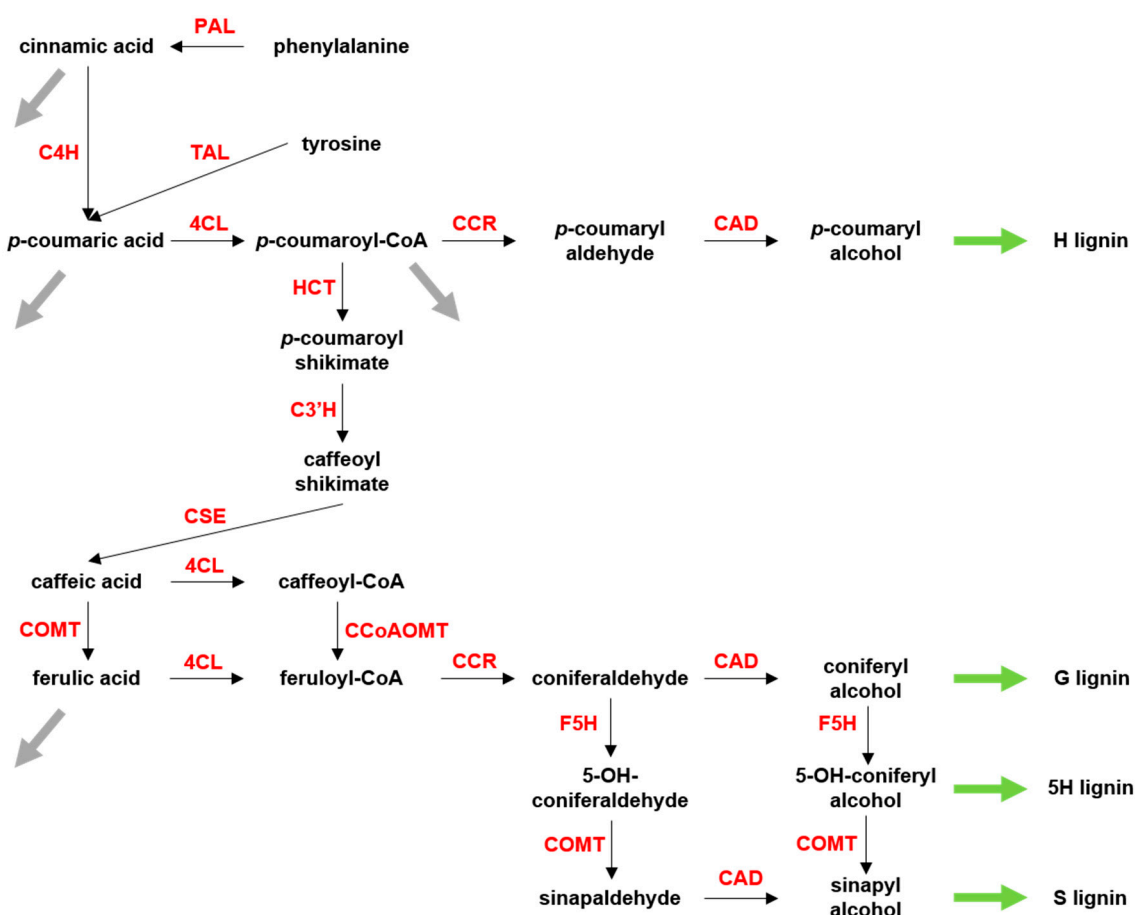 PAL
cinnamic acid phenylalanine
tyrosine
C4H TAL
4CL CCR CAD
p-coumaric acid p-coumaroyl-CoA p-coumaryl aldehyde p-coumaryl alcohol H lignin
HCT
p-coumaroyl
shikimate
C3'H
caffeoyl
shikimate
CSE
4CL
caffeic acid caffeoyl-CoA
COMT CCoAOMT
4CL CCR CAD
ferulic acid feruloyl-CoA coniferaldehyde coniferyl alcohol G lignin
F5H F5H
5-OH-
coniferaldehyde
5-OH-coniferyl
alcohol
5H lignin
COMT COMT
CAD
sinapaldehyde sinapyl alcohol S lignin